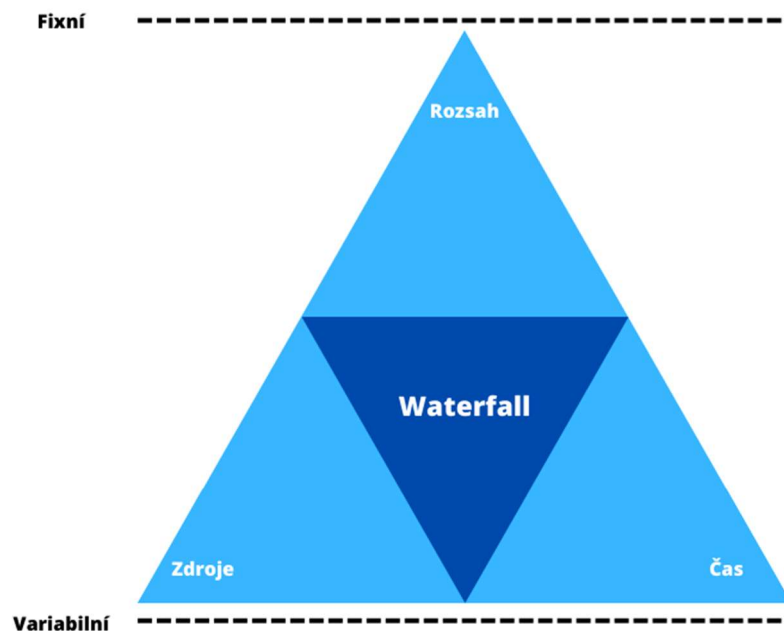 Fixní
Rozsah
Waterfall
Zdroje
Čas
Variabilní